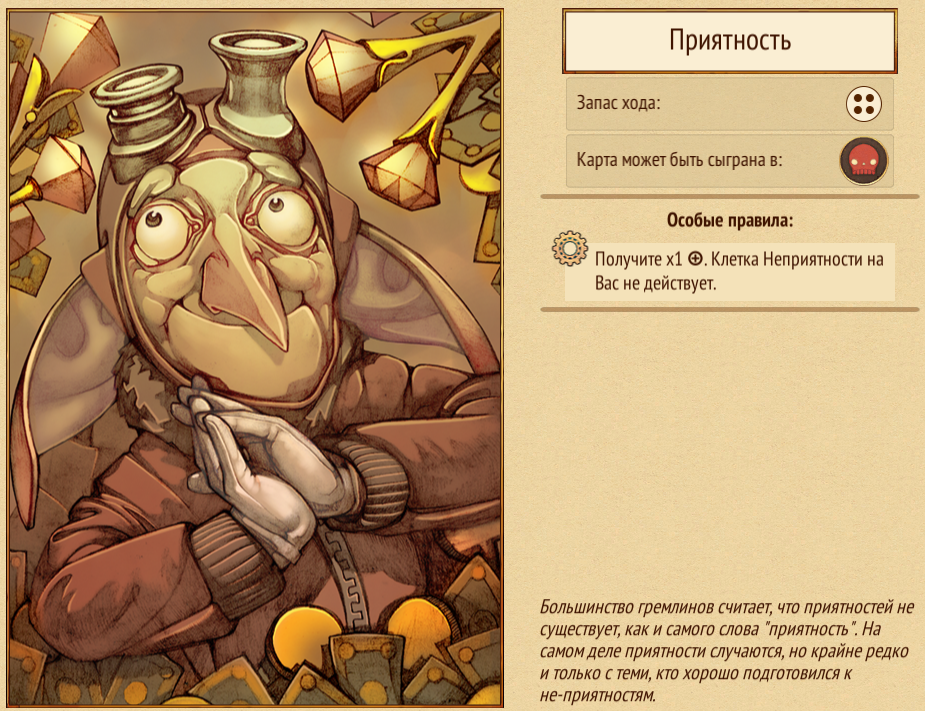 Приятность
Запас хода:
Карта может быть сыграна в:
Особые правила:
Получите x1 ⊕. Клетка Неприятности на
Вас не действует.
Большинство гремлинов считает, что приятностей не
существует, как и самого слова "приятность". На
самом деле приятности случаются, но крайне редко
и только с теми, кто хорошо подготовился к
не-приятностям.